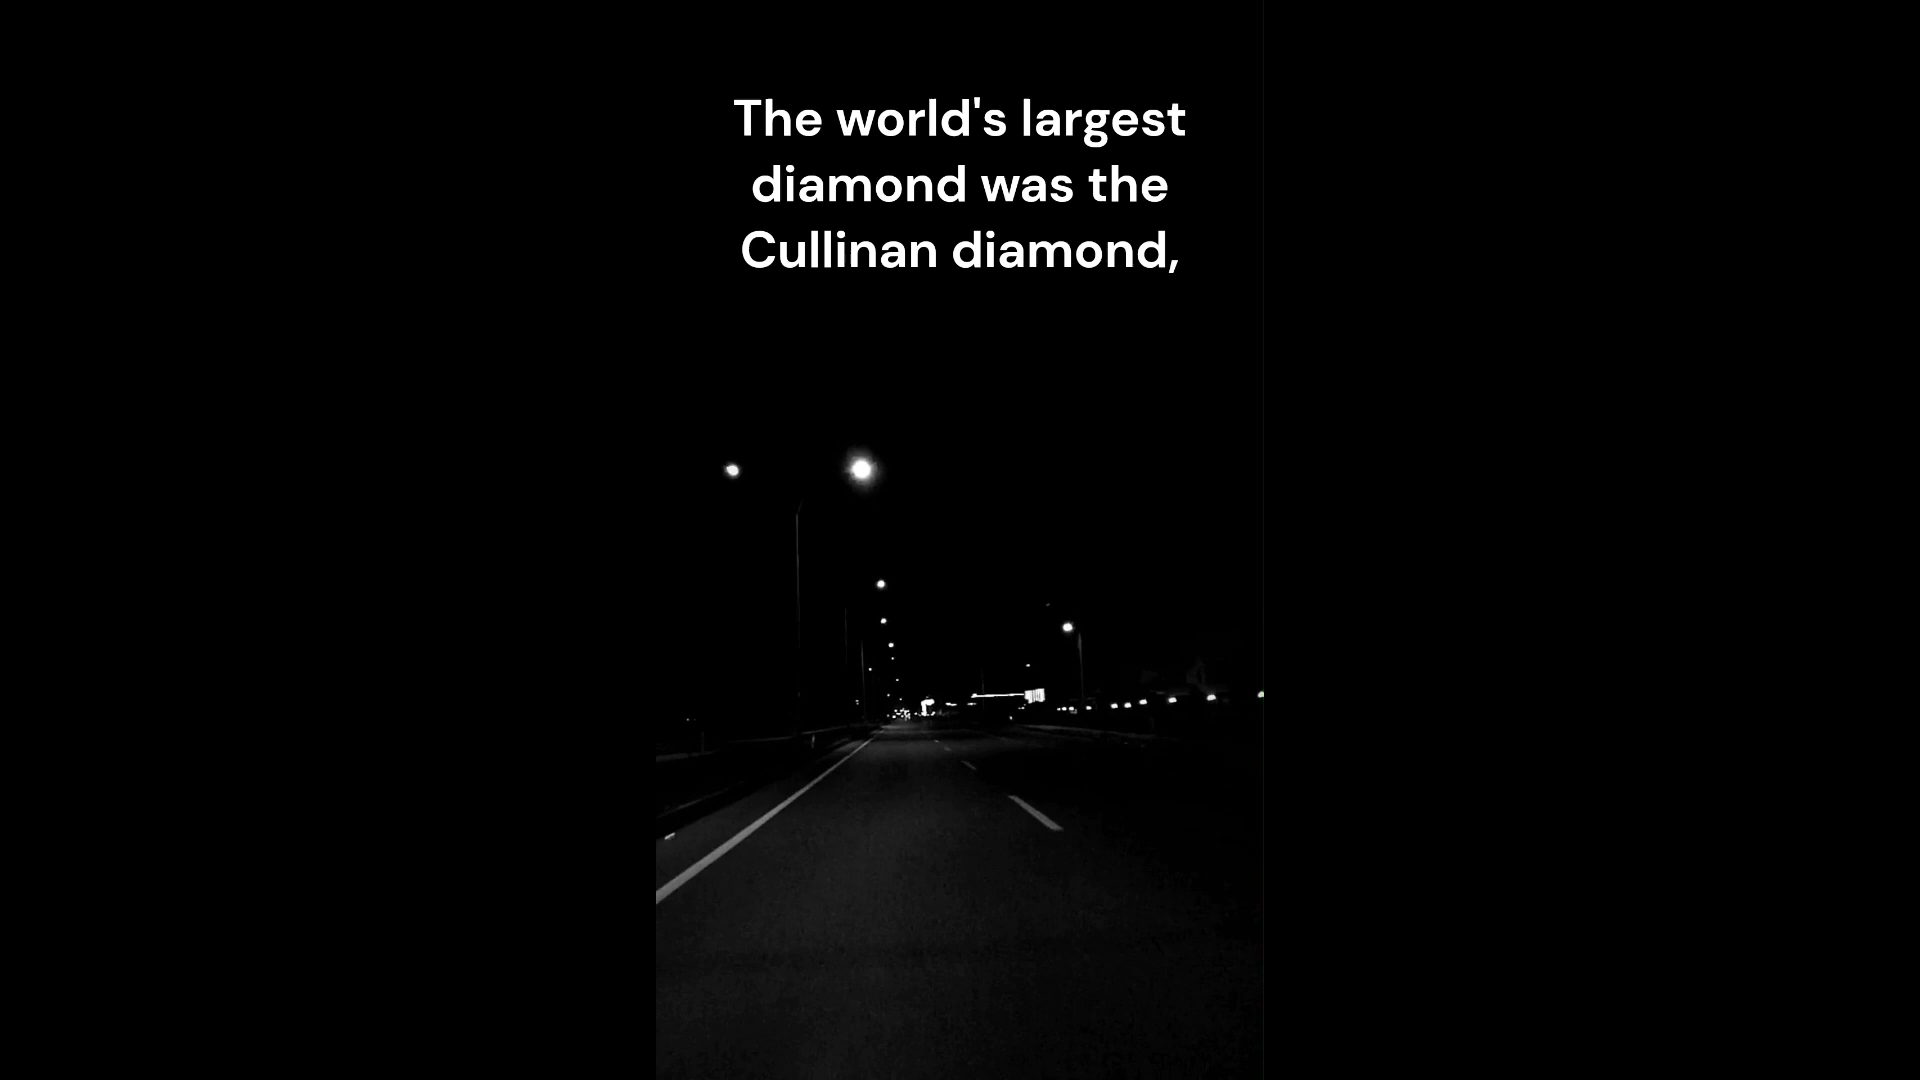 The world's largest
diamond was the
Cullinan diamond,